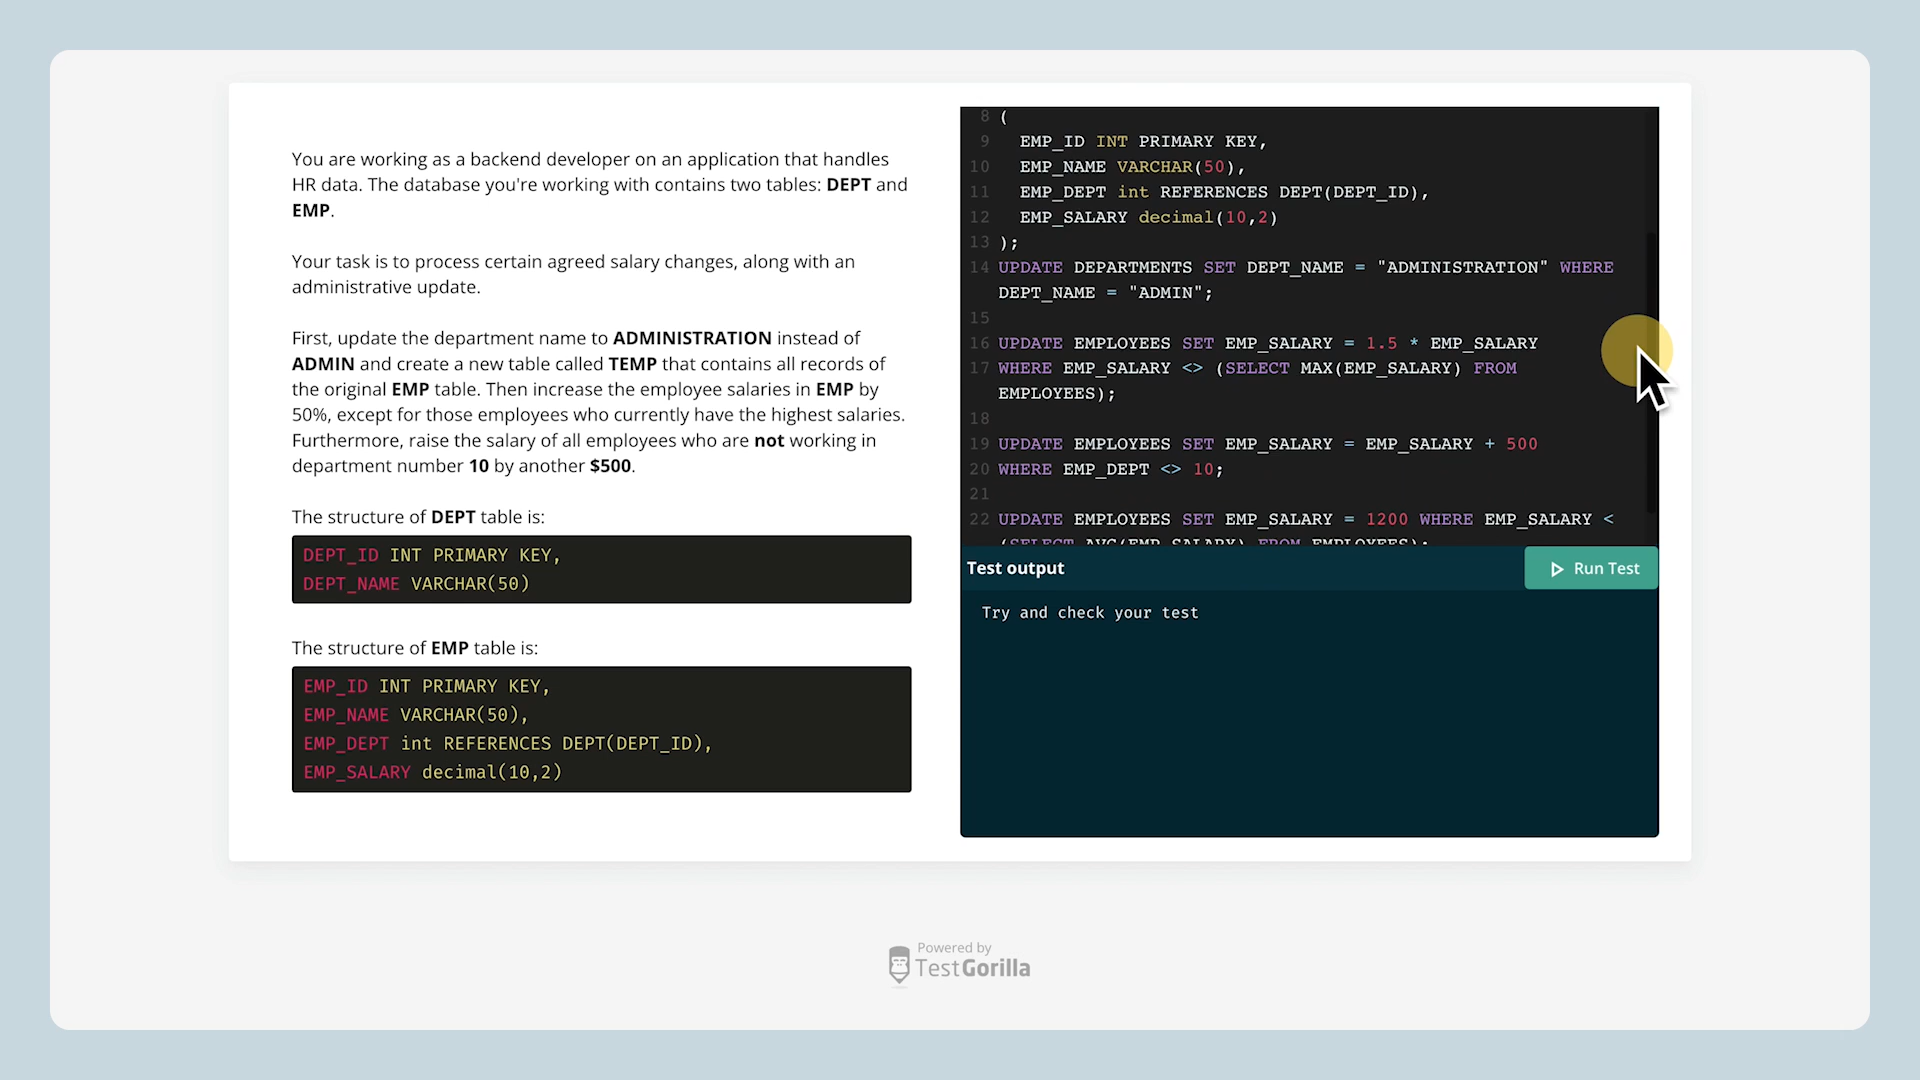 You are working as a backend developer on an application that handles
HR data. The database you're working with contains two tables: DEPT and
EMP.
Your task is to process certain agreed salary changes, along with an
administrative update.
First, update the department name to ADMINISTRATION instead of
ADMIN and create a new table called TEMP that contains all records of
the original EMP table. Then increase the employee salaries in EMP by
50%, except for those employees who currently have the highest salaries.
Furthermore, raise the salary of all employees who are not working in
department number 10 by another $500.
The structure of DEPT table is:
DEPT_ID INT PRIMARY KEY,
DEPT_NAME VARCHAR(50)
The structure of EMP table is:
EMP_ID INT PRIMARY KEY,
EMP_NAME VARCHAR(50),
EMP_DEPT int REFERENCES DEPT(DEPT_ID),
EMP_SALARY decimal(10,2)
8 (
9 EMP_ID INT PRIMARY KEY,
10 EMP_NAME VARCHAR(50),
11 EMP_DEPT int REFERENCES DEPT(DEPT_ID),
12 EMP_SALARY decimal(10,2)
13 );
14 UPDATE DEPARTMENTS SET DEPT_NAME = "ADMINISTRATION" WHERE
DEPT_NAME = "ADMIN";
15
16 UPDATE EMPLOYEES SET EMP_SALARY = 1.5 * EMP_SALARY
17 WHERE EMP_SALARY <> (SELECT MAX(EMP_SALARY) FROM
EMPLOYEES);
18
19 UPDATE EMPLOYEES SET EMP_SALARY = EMP_SALARY + 500
20 WHERE EMP_DEPT <> 10;
21
22 UPDATE EMPLOYEES SET EMP_SALARY = 1200 WHERE EMP_SALARY <
(SELECT AVG(EMP_SALARY) FROM EMPLOYEES);
Test output
Run Test
Try and check your test
Powered by
TestGorilla